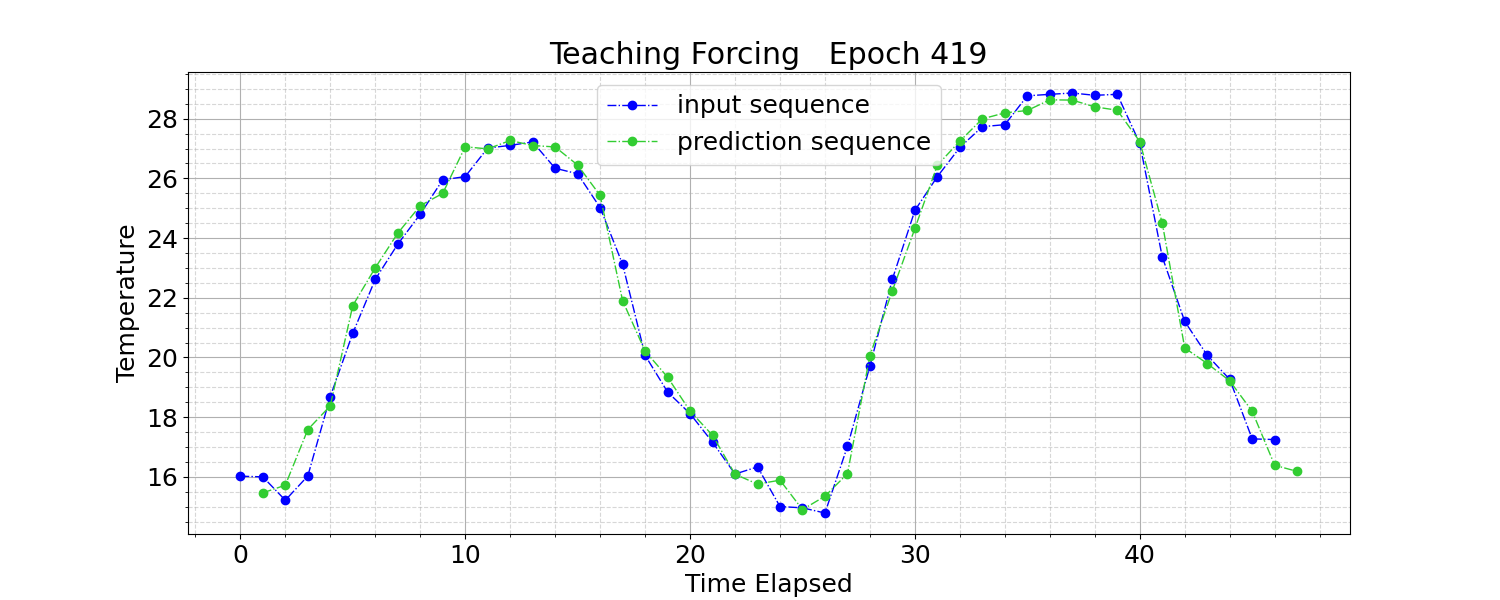 Teaching Forcing   Epoch 419
input sequence
prediction sequence
Temperature
28
26
24
22
20
18
16
0 10 20 30 40
Time Elapsed